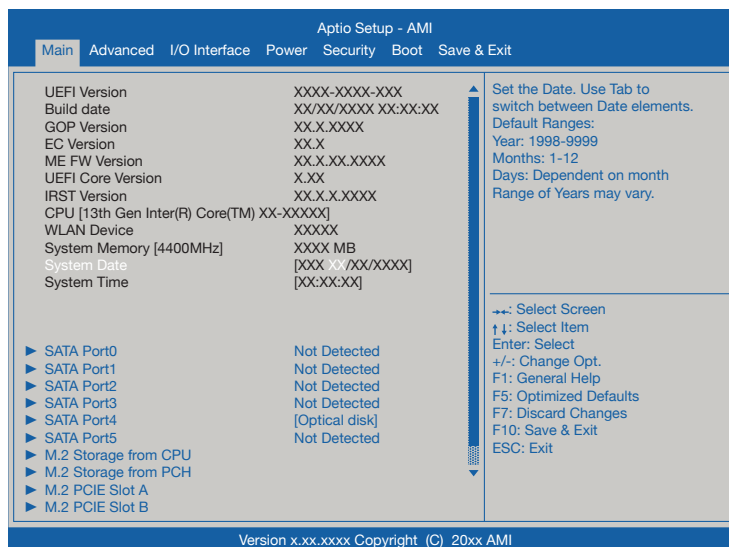 Aptio Setup - AMI
Main Advanced I/O Interface Power Security Boot Save & Exit
UEFI Version XXXX-XXXX-XXX
Build date XX/XX/XXXX XX:XX:XX
GOP Version XX.X.XXXX
EC Version XX.X
ME FW Version XX.X.XX.XXXX
UEFI Core Version X.XX
IRST Version XX.X.X.XXXX
CPU [13th Gen Inter(R) Core(TM) XX-XXXXX]
WLAN Device XXXXX
System Memory [4400MHz] XXXX MB
System Date [XXX XX/XX/XXXX]
System Time [XX:XX:XX]
▶ SATA Port0 Not Detected
▶ SATA Port1 Not Detected
▶ SATA Port2 Not Detected
▶ SATA Port3 Not Detected
▶ SATA Port4 [Optical disk]
▶ SATA Port5 Not Detected
▶ M.2 Storage from CPU
▶ M.2 Storage from PCH
▶ M.2 PCIE Slot A
▶ M.2 PCIE Slot B
Set the Date. Use Tab to
switch between Date elements.
Default Ranges:
Year: 1998-9999
Months: 1-12
Days: Dependent on month
Range of Years may vary.
→←: Select Screen
↑↓: Select Item
Enter: Select
+/-: Change Opt.
F1: General Help
F5: Optimized Defaults
F7: Discard Changes
F10: Save & Exit
ESC: Exit
Version x.xx.xxxx Copyright (C) 20xx AMI